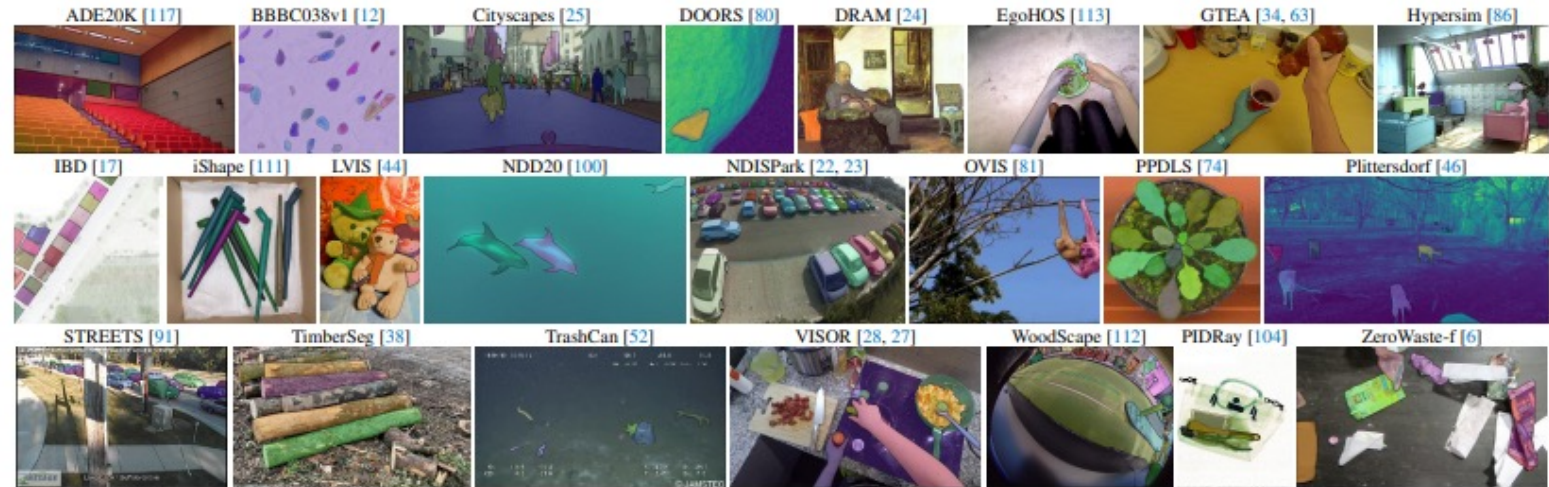 ADE20K [117] BBBC038v1 [12] Cityscapes [25] DOORS [80] DRAM [24] EgoHOS [113] GTEA [34, 63] Hypersim [86]
IBD [17] iShape [111] LVIS [44] NDD20 [100] NDISPark [22, 23] OVIS [81] PPDLS [74] Plittersdorf [46]
STREETS [91] TimberSeg [38] TrashCan [52] VISOR [28, 27] WoodScape [112] PIDRay [104] ZeroWaste-f [6]
© JAMSTEC